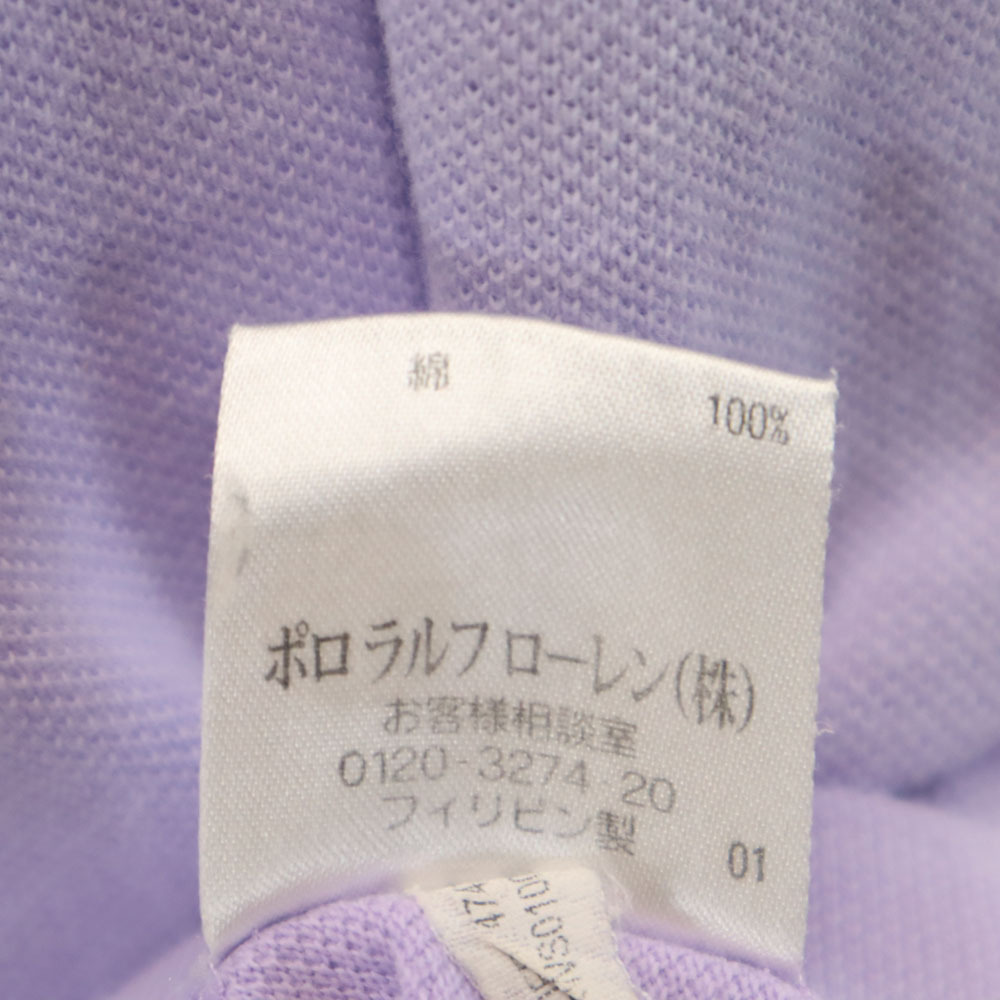 綿 100%
ポロ ラルフ ローレン(株)
お客様相談室
0120-3274-20
フィリピン製
01
474